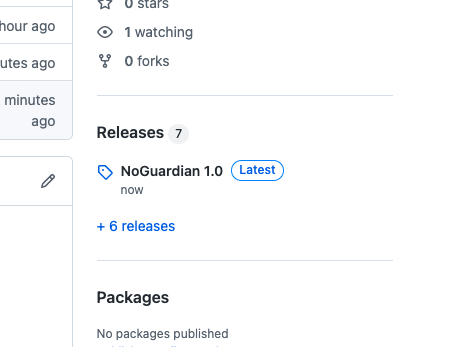 0 stars
hour ago
1 watching
utes ago
0 forks
minutes
ago
Releases 7
NoGuardian 1.0 Latest
now
+ 6 releases
Packages
No packages published